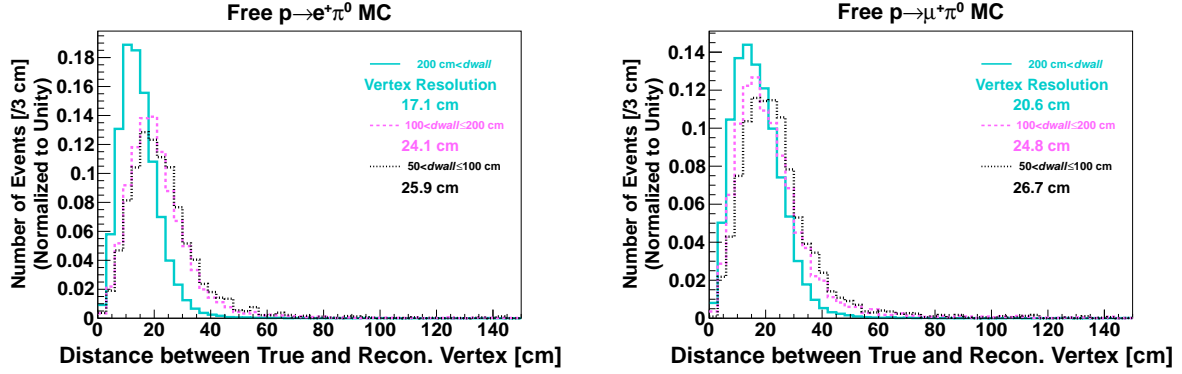 Free p→e⁺π⁰ MC
Number of Events [/3 cm]
(Normalized to Unity)
0.18
0.16
0.14
0.12
0.1
0.08
0.06
0.04
0.02
0
200 cm<dwall
Vertex Resolution
17.1 cm
100<dwall≤200 cm
24.1 cm
50<dwall≤100 cm
25.9 cm
0 20 40 60 80 100 120 140
Distance between True and Recon. Vertex [cm]
Free p→μ⁺π⁰ MC
Number of Events [/3 cm]
(Normalized to Unity)
0.14
0.12
0.1
0.08
0.06
0.04
0.02
0
200 cm<dwall
Vertex Resolution
20.6 cm
100<dwall≤200 cm
24.8 cm
50<dwall≤100 cm
26.7 cm
0 20 40 60 80 100 120 140
Distance between True and Recon. Vertex [cm]